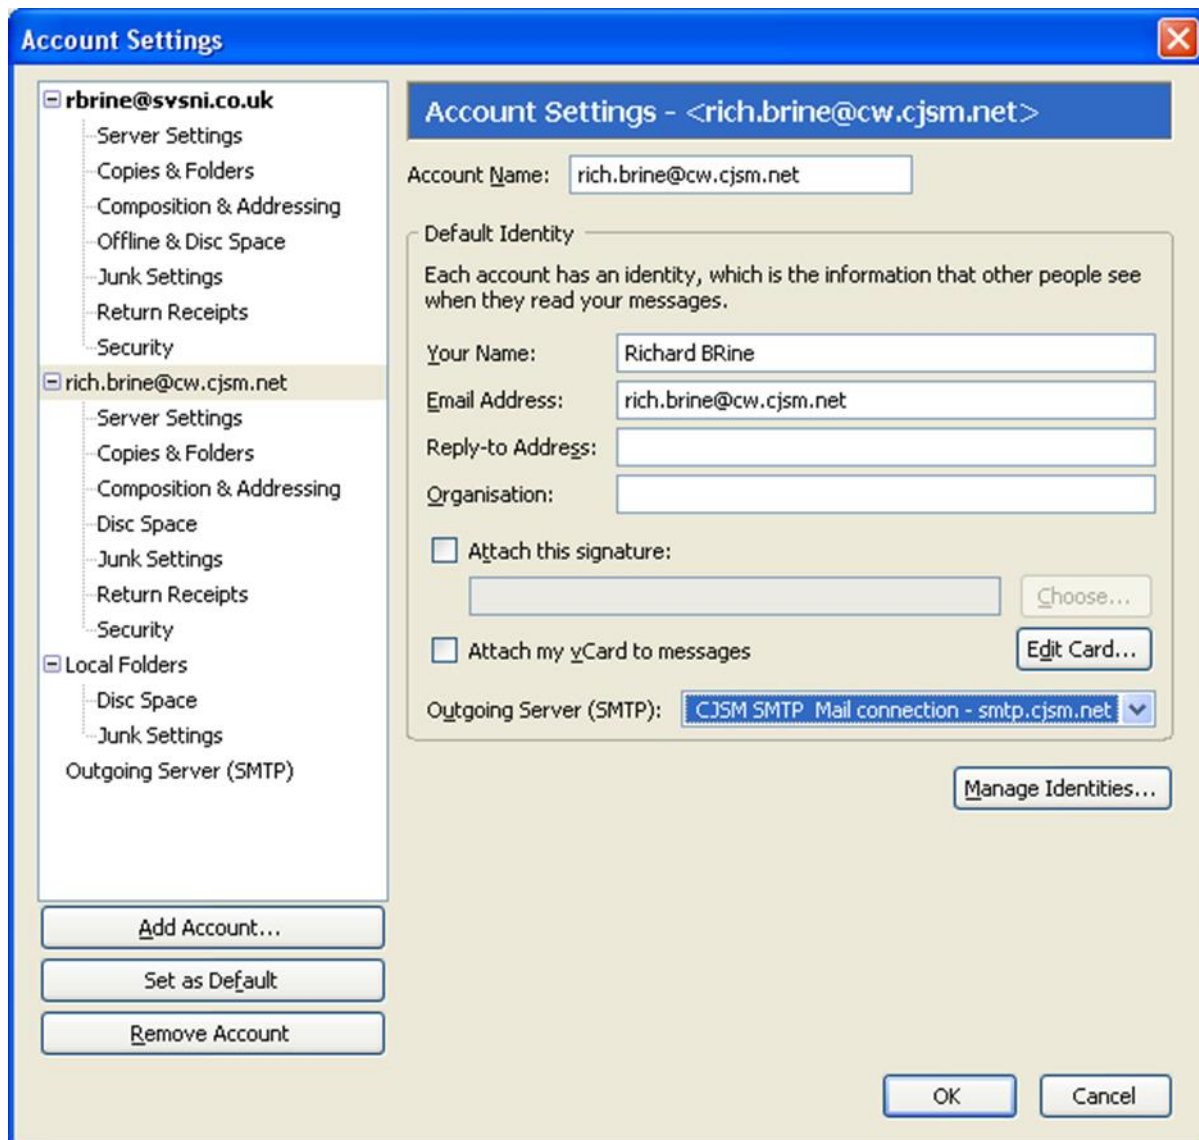 Account Settings
rbrine@svsni.co.uk
Server Settings
Copies & Folders
Composition & Addressing
Offline & Disc Space
Junk Settings
Return Receipts
Security
rich.brine@cw.cjsm.net
Server Settings
Copies & Folders
Composition & Addressing
Disc Space
Junk Settings
Return Receipts
Security
Local Folders
Disc Space
Junk Settings
Outgoing Server (SMTP)
Add Account...
Set as Default
Remove Account
Account Settings - <rich.brine@cw.cjsm.net>
Account Name: rich.brine@cw.cjsm.net
Default Identity
Each account has an identity, which is the information that other people see
when they read your messages.
Your Name: Richard BRine
Email Address: rich.brine@cw.cjsm.net
Reply-to Address:
Organisation:
Attach this signature:
Choose...
Attach my vCard to messages
Edit Card...
Outgoing Server (SMTP): CJSM SMTP Mail connection - smtp.cjsm.net
Manage Identities...
OK
Cancel